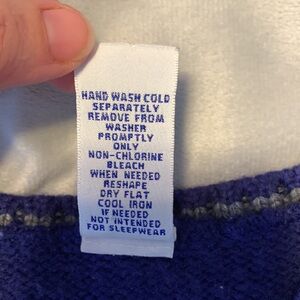 HAND WASH COLD
SEPARATELY
REMOVE FROM
WASHER
PROMPTLY
ONLY
NON-CHLORINE
BLEACH
WHEN NEEDED
RESHAPE
DRY FLAT
COOL IRON
IF NEEDED
NOT INTENDED
FOR SLEEPWEAR